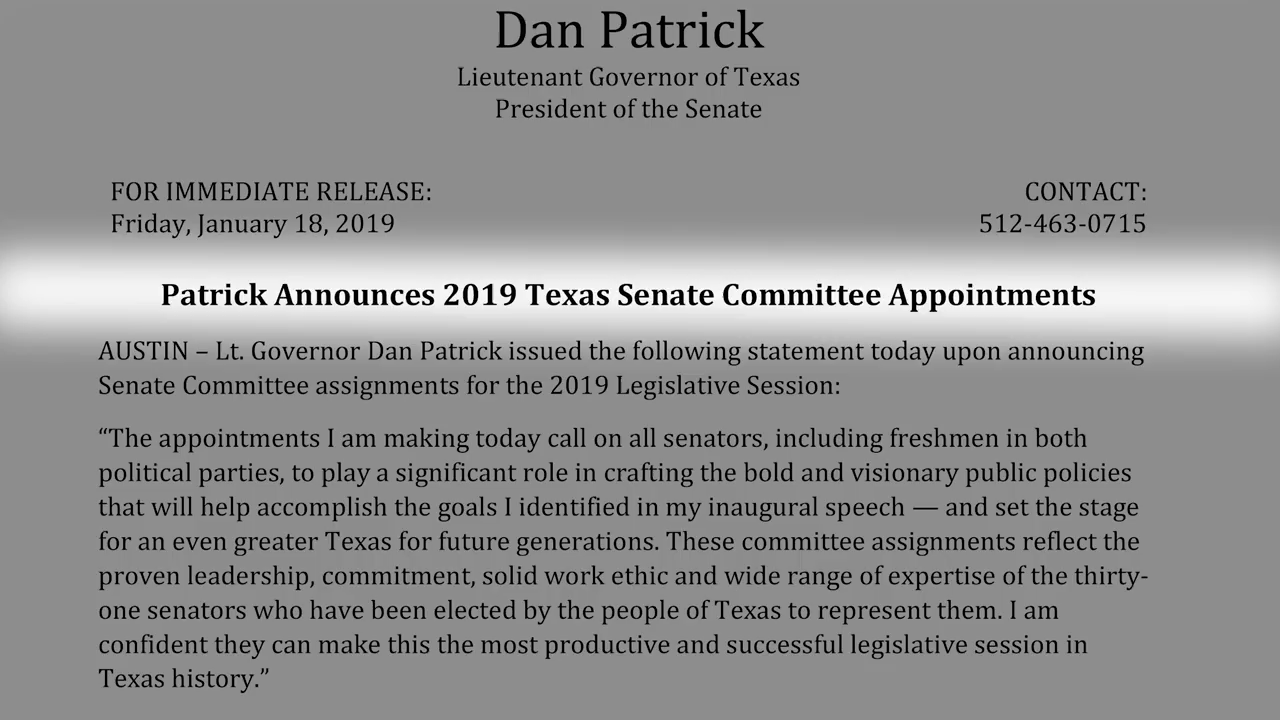 Dan Patrick
Lieutenant Governor of Texas
President of the Senate
FOR IMMEDIATE RELEASE:
CONTACT:
Friday, January 18, 2019
512-463-0715
Patrick Announces 2019 Texas Senate Committee Appointments
AUSTIN – Lt. Governor Dan Patrick issued the following statement today upon announcing
Senate Committee assignments for the 2019 Legislative Session:
“The appointments I am making today call on all senators, including freshmen in both
political parties, to play a significant role in crafting the bold and visionary public policies
that will help accomplish the goals I identified in my inaugural speech — and set the stage
for an even greater Texas for future generations. These committee assignments reflect the
proven leadership, commitment, solid work ethic and wide range of expertise of the thirty-
one senators who have been elected by the people of Texas to represent them. I am
confident they can make this the most productive and successful legislative session in
Texas history.”